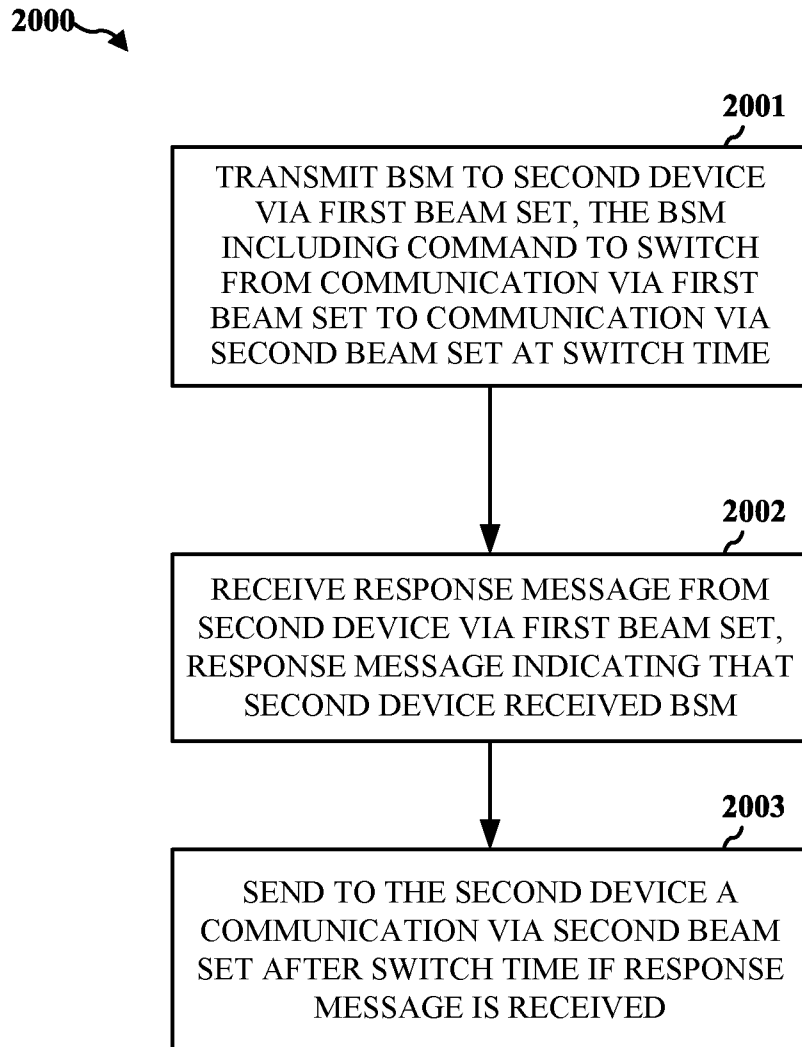 2000
2001
TRANSMIT BSM TO SECOND DEVICE
VIA FIRST BEAM SET, THE BSM
INCLUDING COMMAND TO SWITCH
FROM COMMUNICATION VIA FIRST
BEAM SET TO COMMUNICATION VIA
SECOND BEAM SET AT SWITCH TIME
2002
RECEIVE RESPONSE MESSAGE FROM
SECOND DEVICE VIA FIRST BEAM SET,
RESPONSE MESSAGE INDICATING THAT
SECOND DEVICE RECEIVED BSM
2003
SEND TO THE SECOND DEVICE A
COMMUNICATION VIA SECOND BEAM
SET AFTER SWITCH TIME IF RESPONSE
MESSAGE IS RECEIVED